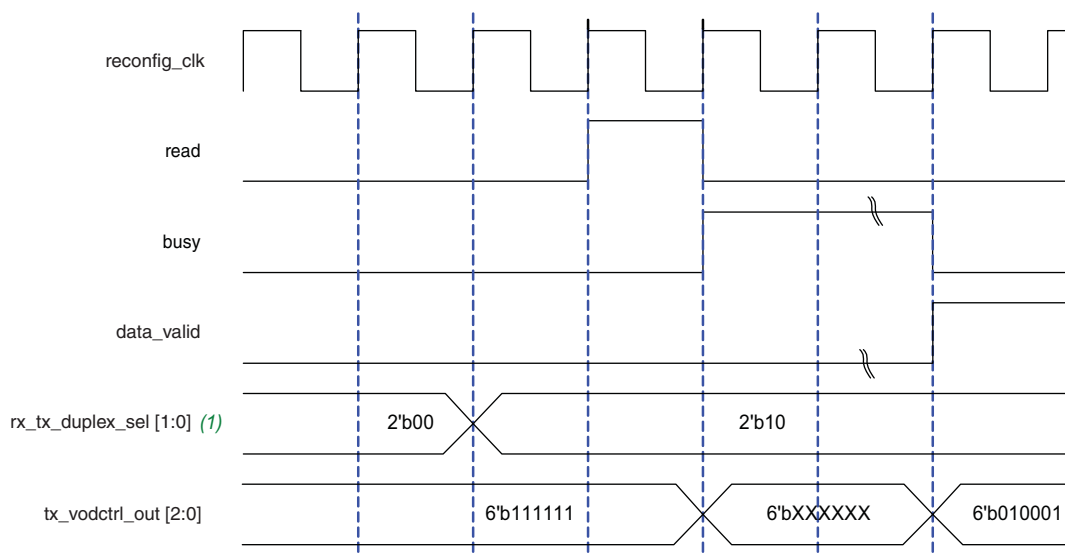 reconfig_clk
read
busy
data_valid
rx_tx_duplex_sel [1:0] (1) 2'b00 2'b10
tx_vodctrl_out [2:0] 6'b111111 6'bXXXXXX 6'b010001